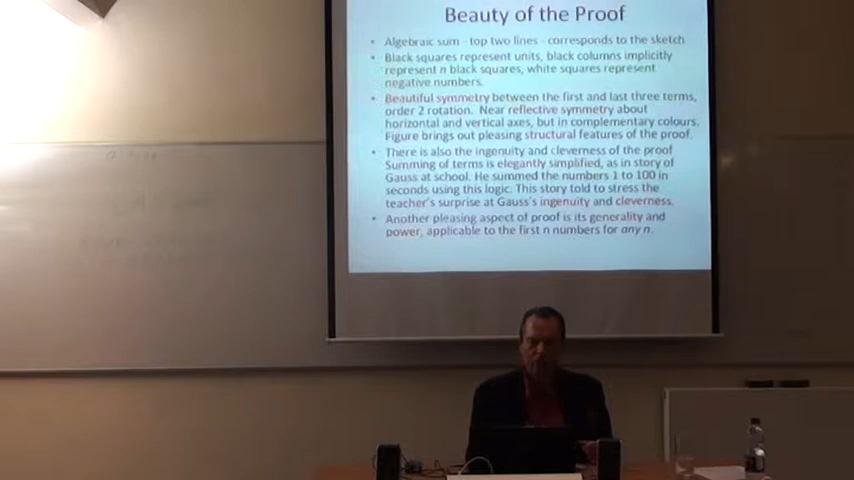 Beauty of the Proof
• Algebraic sum - top two lines - corresponds to the sketch
• Black squares represent units, black columns implicitly
represent n black squares, white squares represent
negative numbers.
• Beautiful symmetry between the first and last three terms,
order 2 rotation. Near reflective symmetry about
horizontal and vertical axes, but in complementary colours.
Figure brings out pleasing structural features of the proof.
• There is also the ingenuity and cleverness of the proof
Summing of terms is elegantly simplified, as in story of
Gauss at school. He summed the numbers 1 to 100 in
seconds using this logic. This story told to stress the
teacher's surprise at Gauss's ingenuity and cleverness.
• Another pleasing aspect of proof is its generality and
power, applicable to the first n numbers for any n.